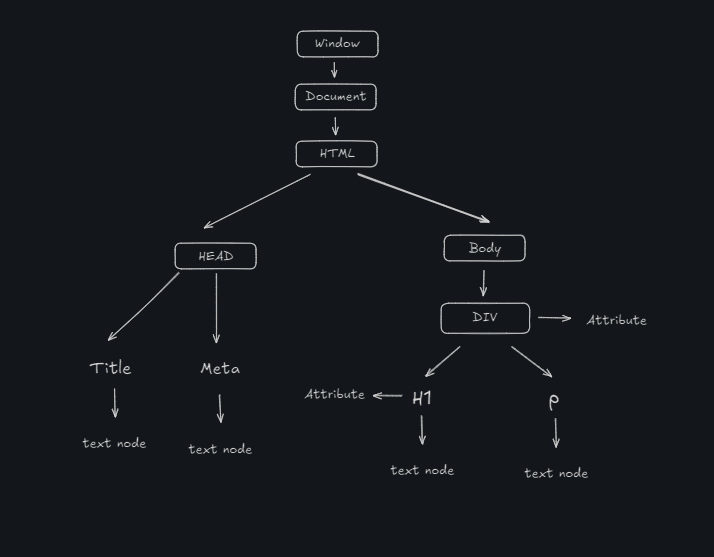 Window
Document
HTML
HEAD
Body
DIV
Attribute
Title
Meta
Attribute
H1
P
text node
text node
text node
text node